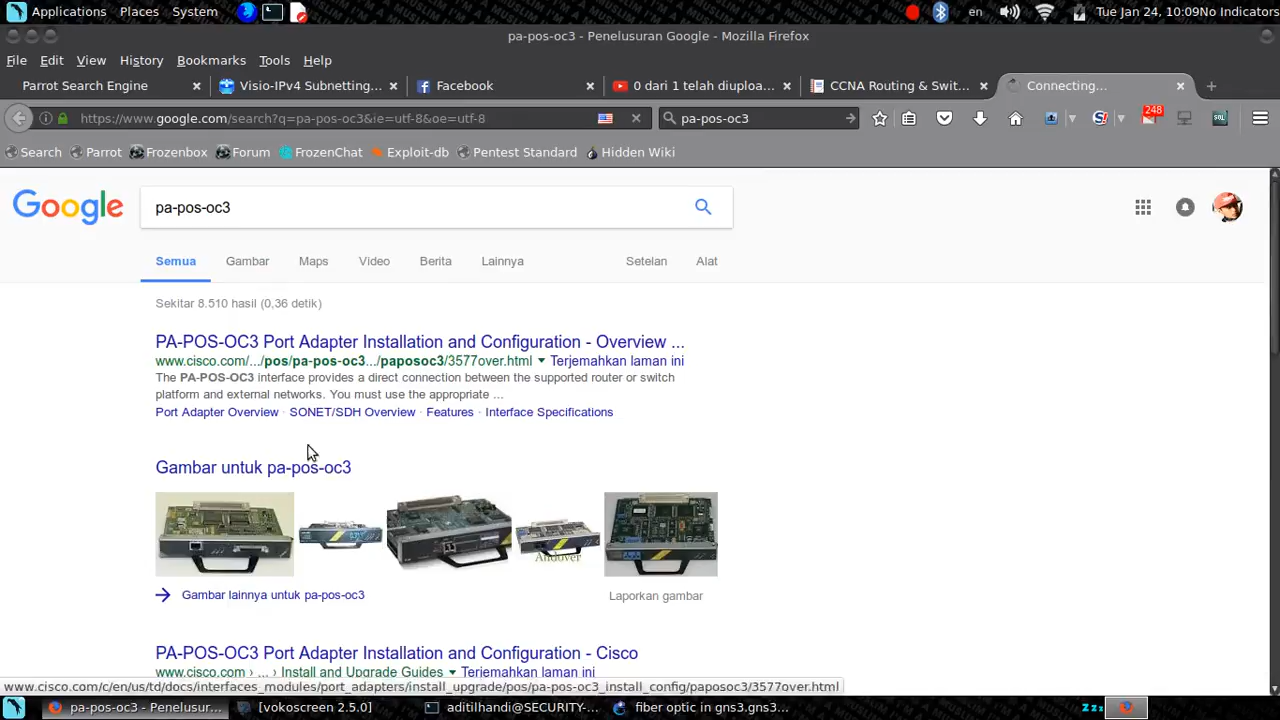 Applications Places System en Tue Jan 24, 10:09No Indicators
pa-pos-oc3 - Penelusuran Google - Mozilla Firefox
File Edit View History Bookmarks Tools Help
Parrot Search Engine Visio-IPv4 Subnetting... Facebook 0 dari 1 telah diuploa... CCNA Routing & Swit... Connecting...
https://www.google.com/search?q=pa-pos-oc3&ie=utf-8&oe=utf-8 pa-pos-oc3 248
Search Parrot Frozenbox Forum FrozenChat Exploit-db Pentest Standard Hidden Wiki
Google pa-pos-oc3
Semua Gambar Maps Video Berita Lainnya Setelan Alat
Sekitar 8.510 hasil (0,36 detik)
PA-POS-OC3 Port Adapter Installation and Configuration - Overview ...
www.cisco.com/.../pos/pa-pos-oc3.../paposoc3/3577over.html Terjemahkan laman ini
The PA-POS-OC3 interface provides a direct connection between the supported router or switch
platform and external networks. You must use the appropriate ...
Port Adapter Overview · SONET/SDH Overview · Features · Interface Specifications
Gambar untuk pa-pos-oc3
Andover
Gambar lainnya untuk pa-pos-oc3 Laporkan gambar
PA-POS-OC3 Port Adapter Installation and Configuration - Cisco
www.cisco.com › ... › Install and Upgrade Guides Terjemahkan laman ini
www.cisco.com/c/en/us/td/docs/interfaces_modules/port_adapters/install_upgrade/pos/pa-pos-oc3_install_config/paposoc3/3577over.html
pa-pos-oc3 - Penelusur... [vokoscreen 2.5.0] aditilhandi@SECURITY-... fiber optic in gns3.gns3... zzz